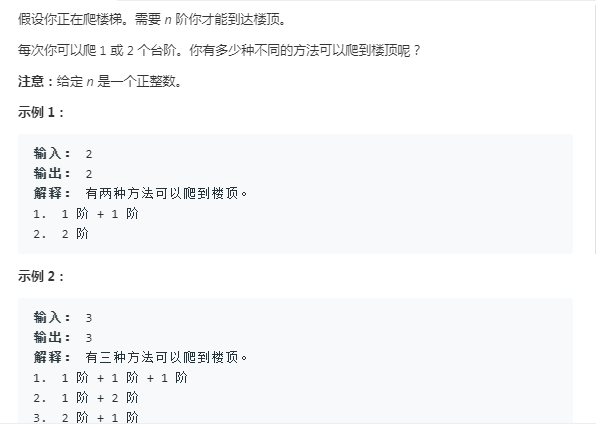 假设你正在爬楼梯。需要 n 阶你才能到达楼顶。
每次你可以爬 1 或 2 个台阶。你有多少种不同的方法可以爬到楼顶呢？
注意：给定 n 是一个正整数。
示例 1：
输入： 2
输出： 2
解释： 有两种方法可以爬到楼顶。
1. 1 阶 + 1 阶
2. 2 阶
示例 2：
输入： 3
输出： 3
解释： 有三种方法可以爬到楼顶。
1. 1 阶 + 1 阶 + 1 阶
2. 1 阶 + 2 阶
3. 2 阶 + 1 阶